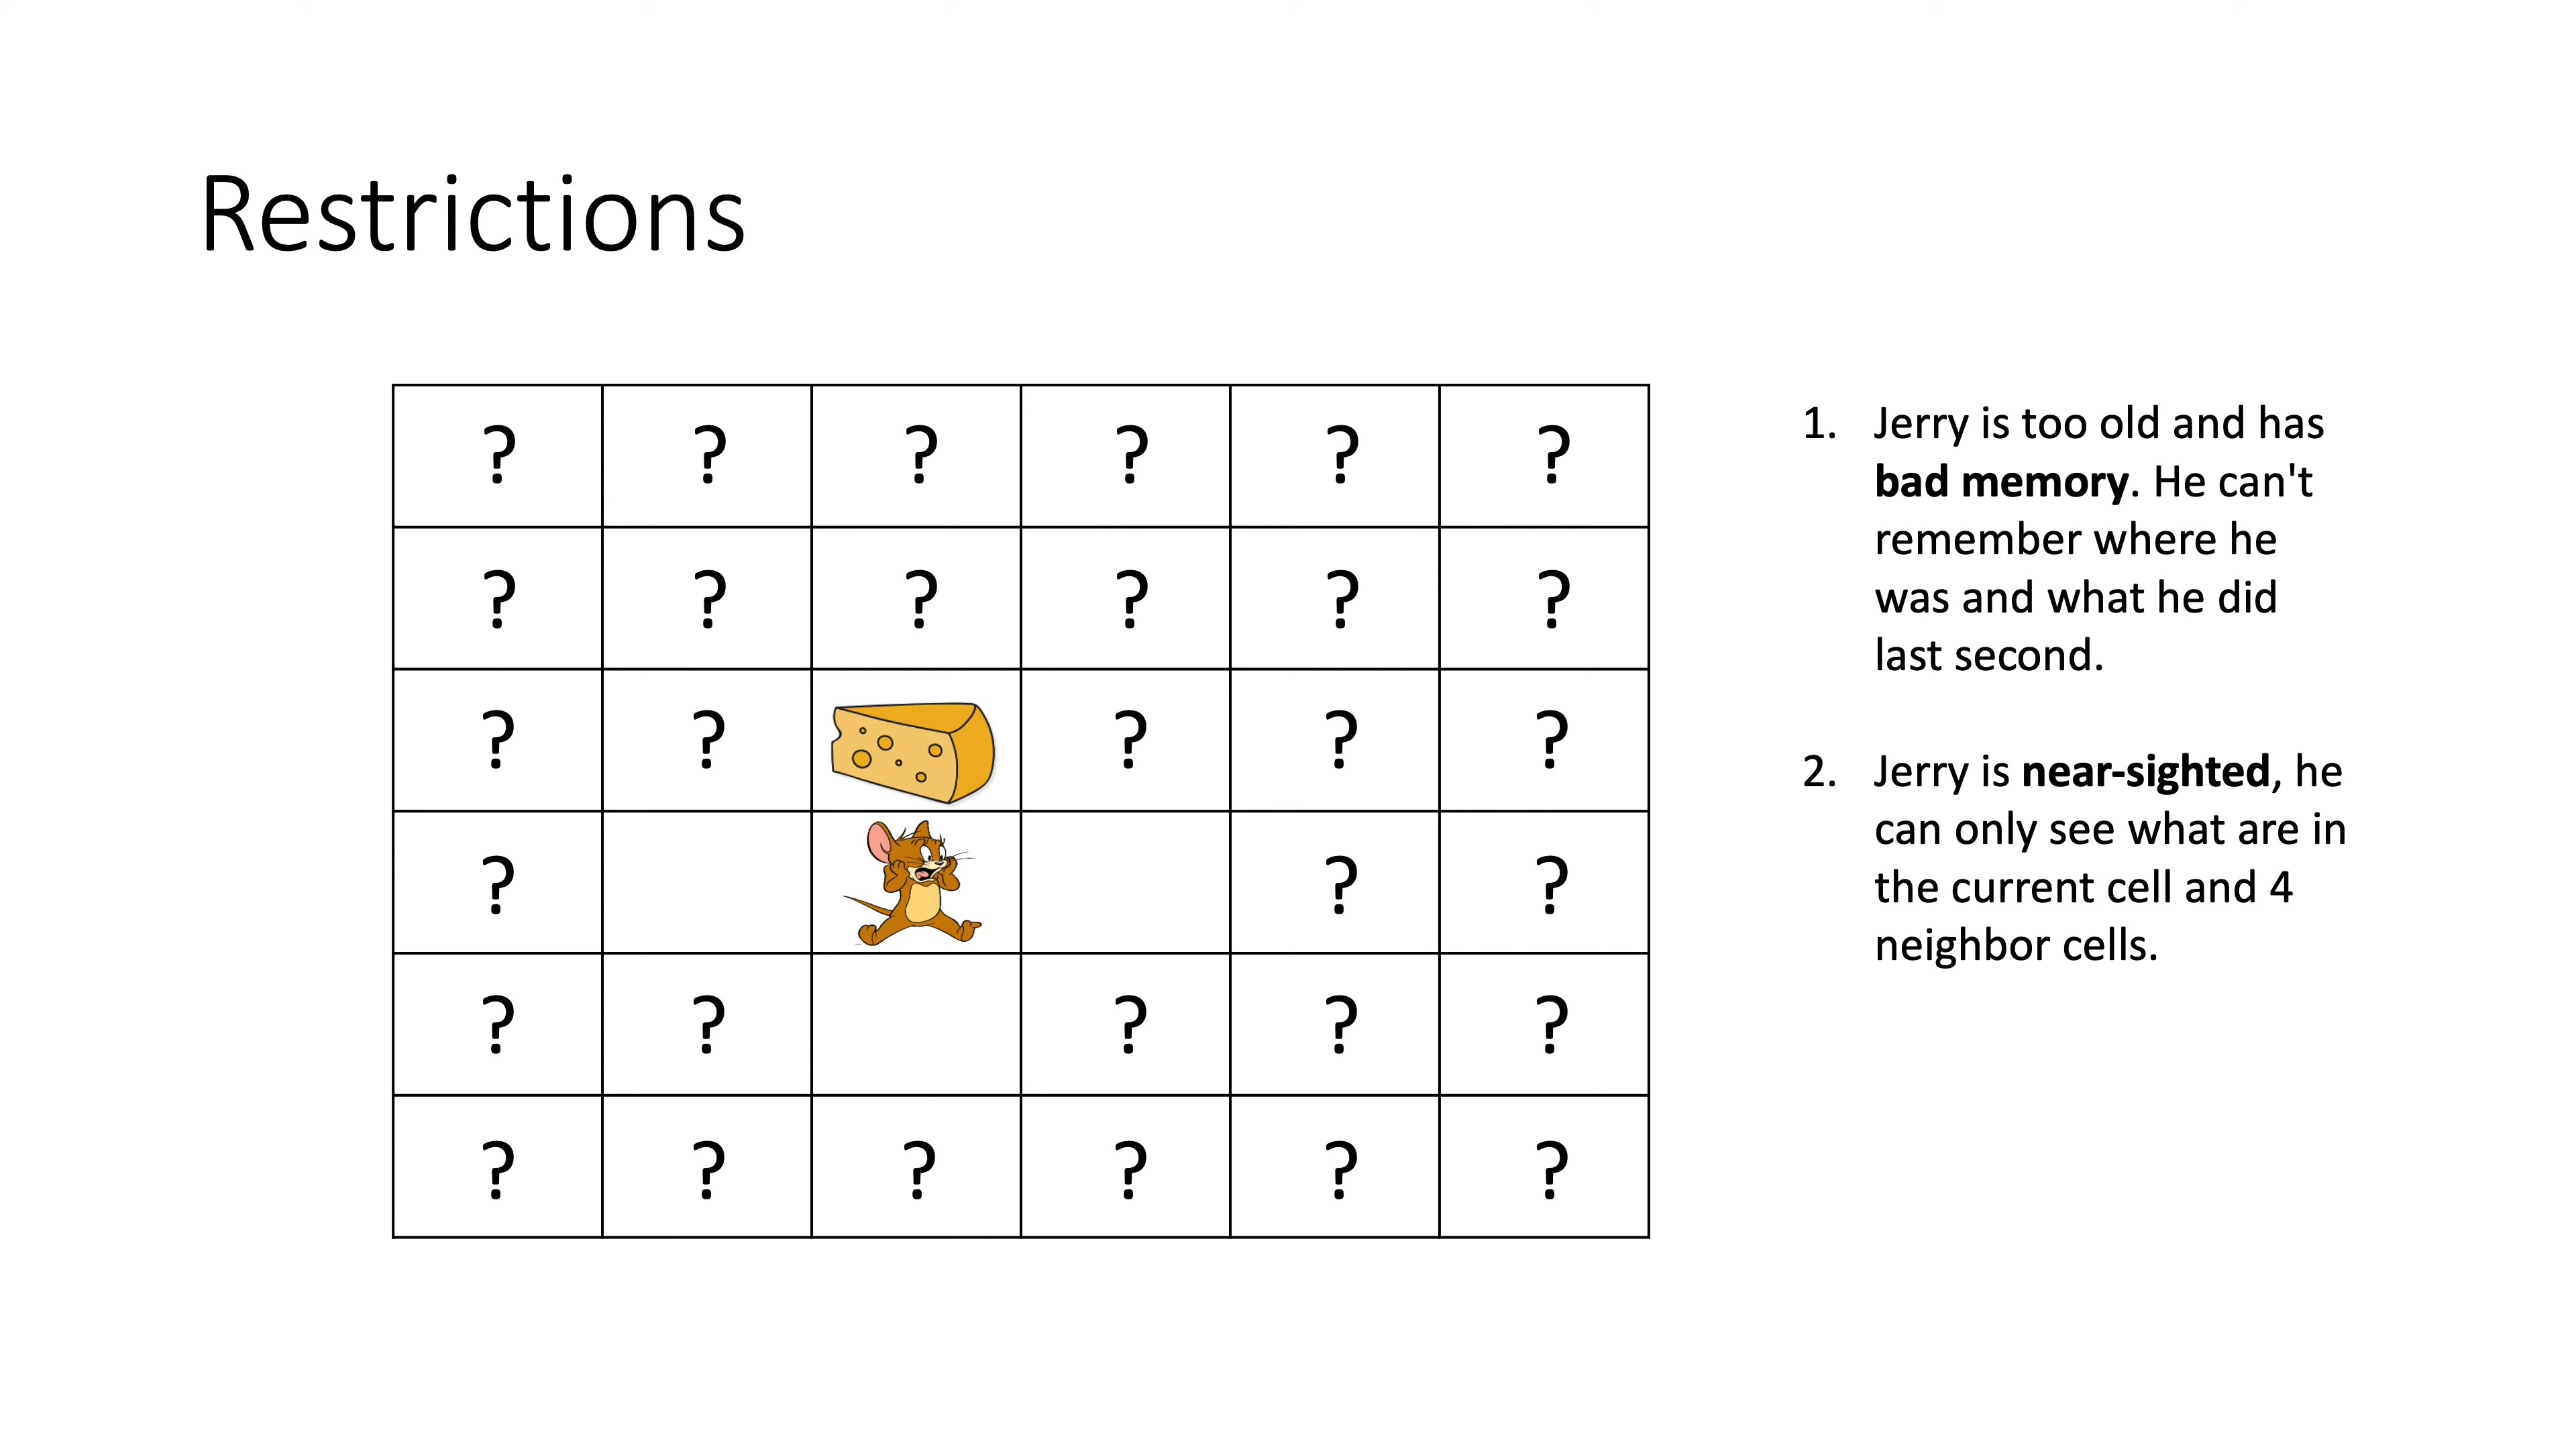 Restrictions
? ? ? ? ? ?
? ? ? ? ? ?
? ? ? ? ?
? ? ?
? ? ? ? ?
? ? ? ? ? ?
1. Jerry is too old and has
bad memory. He can't
remember where he
was and what he did
last second.
2. Jerry is near-sighted, he
can only see what are in
the current cell and 4
neighbor cells.